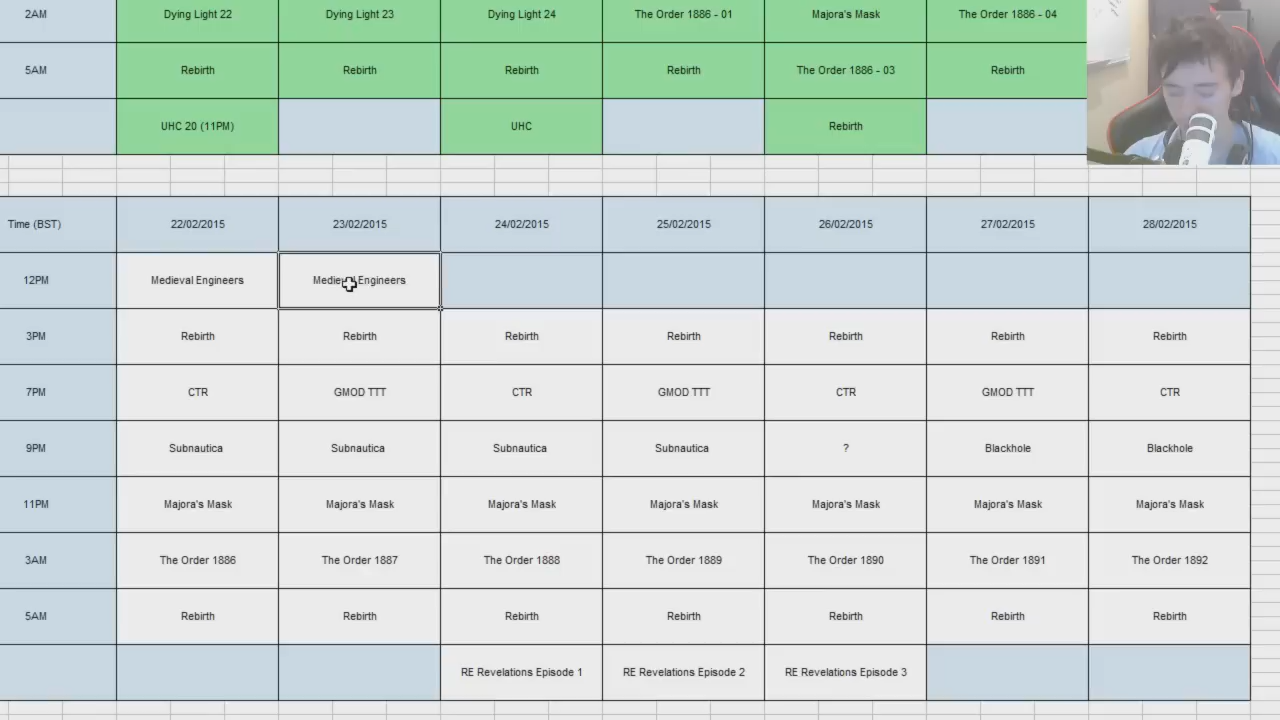 2AM Dying Light 22 Dying Light 23 Dying Light 24 The Order 1886 - 01 Majora's Mask The Order 1886 - 04
5AM Rebirth Rebirth Rebirth Rebirth The Order 1886 - 03 Rebirth
UHC 20 (11PM) UHC Rebirth
Time (BST) 22/02/2015 23/02/2015 24/02/2015 25/02/2015 26/02/2015 27/02/2015 28/02/2015
12PM Medieval Engineers Medieval Engineers
3PM Rebirth Rebirth Rebirth Rebirth Rebirth Rebirth Rebirth
7PM CTR GMOD TTT CTR GMOD TTT CTR GMOD TTT CTR
9PM Subnautica Subnautica Subnautica Subnautica ? Blackhole Blackhole
11PM Majora's Mask Majora's Mask Majora's Mask Majora's Mask Majora's Mask Majora's Mask Majora's Mask
3AM The Order 1886 The Order 1887 The Order 1888 The Order 1889 The Order 1890 The Order 1891 The Order 1892
5AM Rebirth Rebirth Rebirth Rebirth Rebirth Rebirth Rebirth
RE Revelations Episode 1 RE Revelations Episode 2 RE Revelations Episode 3